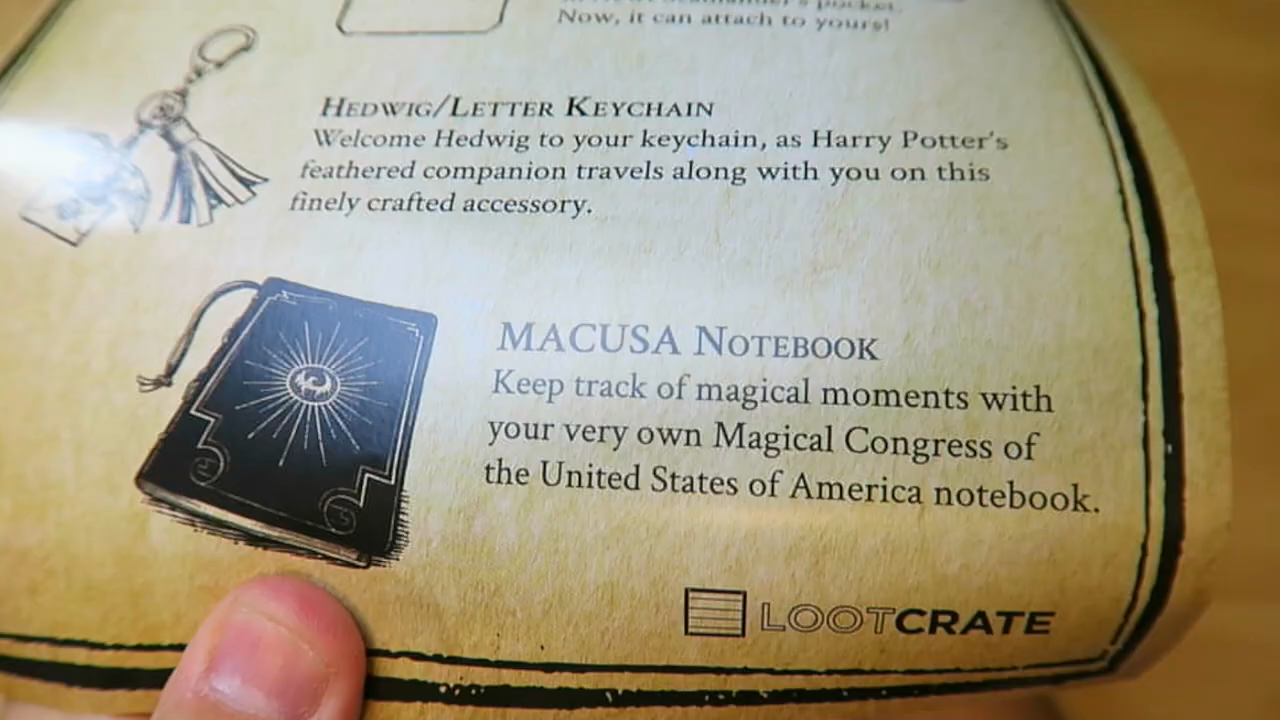 Now, it can attach to yours!
HEDWIG/LETTER KEYCHAIN
Welcome Hedwig to your keychain, as Harry Potter's
feathered companion travels along with you on this
finely crafted accessory.
MACUSA NOTEBOOK
Keep track of magical moments with
your very own Magical Congress of
the United States of America notebook.
LOOTCRATE